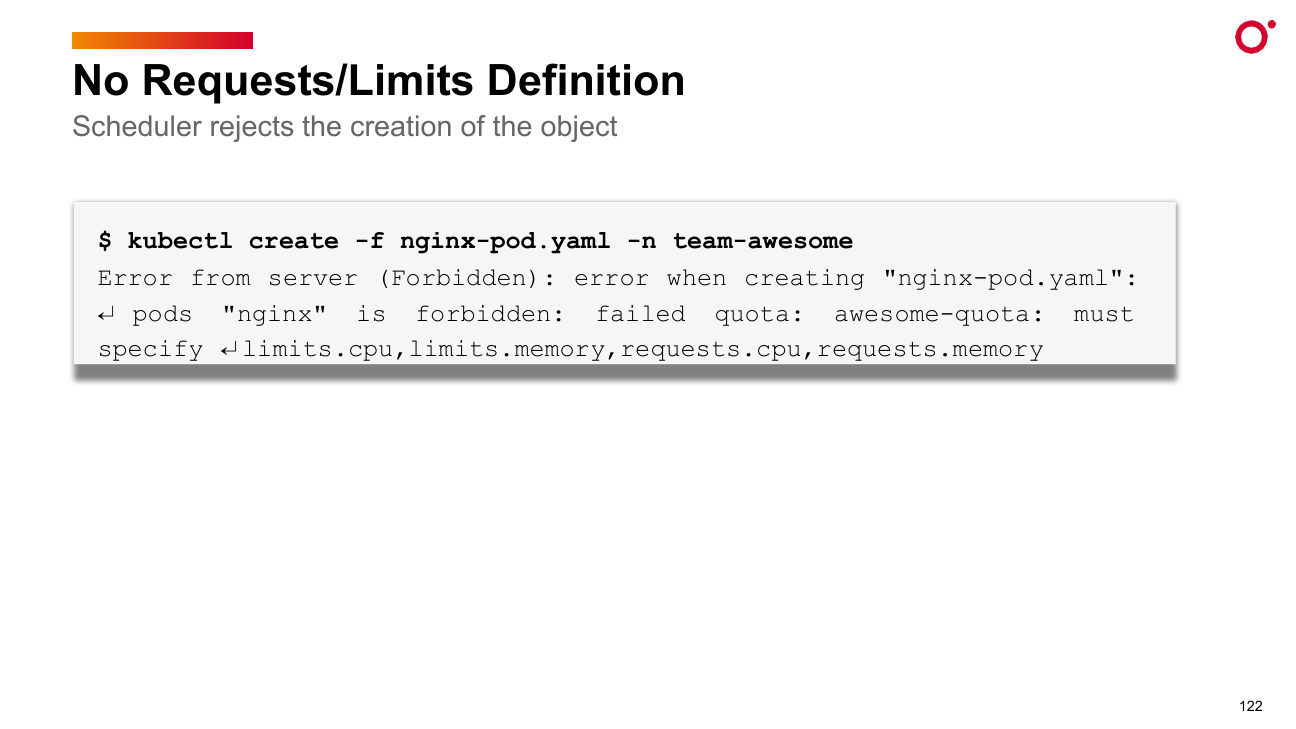 No Requests/Limits Definition
Scheduler rejects the creation of the object
$ kubectl create -f nginx-pod.yaml -n team-awesome
Error from server (Forbidden): error when creating "nginx-pod.yaml":
↵ pods "nginx" is forbidden: failed quota: awesome-quota: must
specify ↵limits.cpu,limits.memory,requests.cpu,requests.memory
122